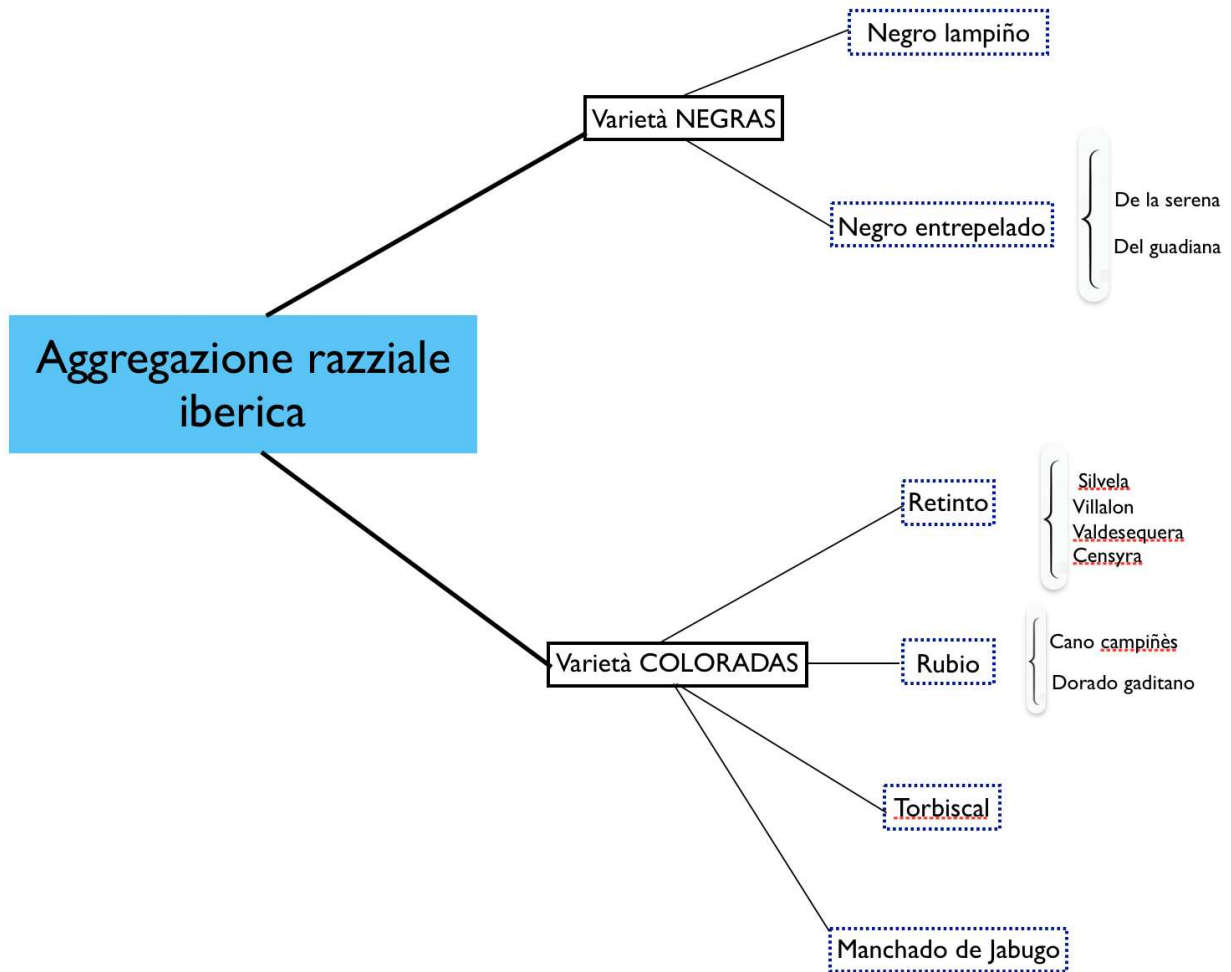 Negro lampiño
Varietà NEGRAS
Negro entrepelado
De la serena
Del guadiana
Aggregazione razziale
iberica
Retinto
Silvela
Villalon
Valdesequera
Censyra
Varietà COLORADAS
Rubio
Cano campiñès
Dorado gaditano
Torbiscal
Manchado de Jabugo